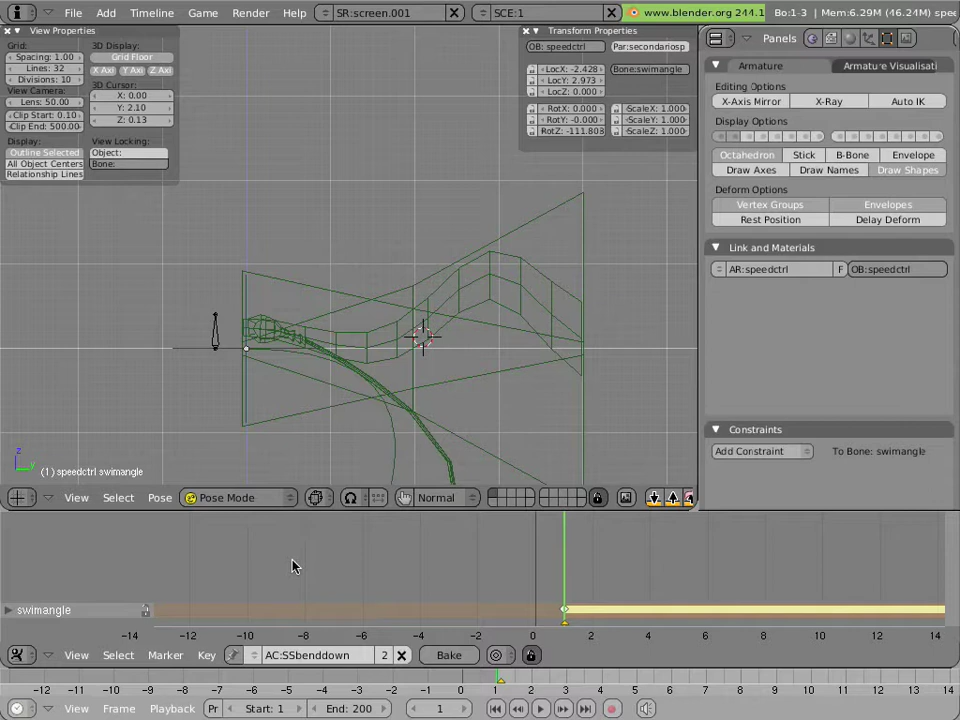 File Add Timeline Game Render Help SR:screen.001 SCE:1 www.blender.org 244.1 Bo:1-3 | Mem:6.29M (46.24M) spee
View Properties
Grid:
Spacing: 1.00
Lines: 32
Divisions: 10
View Camera:
Lens: 50.00
Clip Start: 0.10
Clip End: 500.00
Display:
Outline Selected
All Object Centers
Relationship Lines
3D Display:
Grid Floor
X Axi Y Axi Z Axi
3D Cursor:
X: 0.00
Y: 2.10
Z: 0.13
View Locking:
Object:
Bone:
Transform Properties
OB: speedctrl Par:secondariosp
LocX: -2.428 Bone:swimangle
LocY: 2.973
LocZ: 0.000
RotX: 0.000 ScaleX: 1.000
RotY: -0.000 ScaleY: 1.000
RotZ: -111.803 ScaleZ: 1.000
Panels
Armature Armature Visualisati
Editing Options
X-Axis Mirror X-Ray Auto IK
Display Options
Octahedron Stick B-Bone Envelope
Draw Axes Draw Names Draw Shapes
Deform Options
Vertex Groups Envelopes
Rest Position Delay Deform
Link and Materials
AR:speedctrl F OB:speedctrl
Constraints
Add Constraint To Bone: swimangle
z
y
(1) speedctrl swimangle
View Select Pose Pose Mode Normal
swimangle
-14 -12 -10 -8 -6 -4 -2 0 2 4 6 8 10 12 14
View Select Marker Key AC:SSbenddown 2 Bake
-12 -11 -10 -9 -8 -7 -6 -5 -4 -3 -2 -1 0 1 2 3 4 5 6 7 8 9 10 11 12 13 14
View Frame Playback Pr Start: 1 End: 200 1